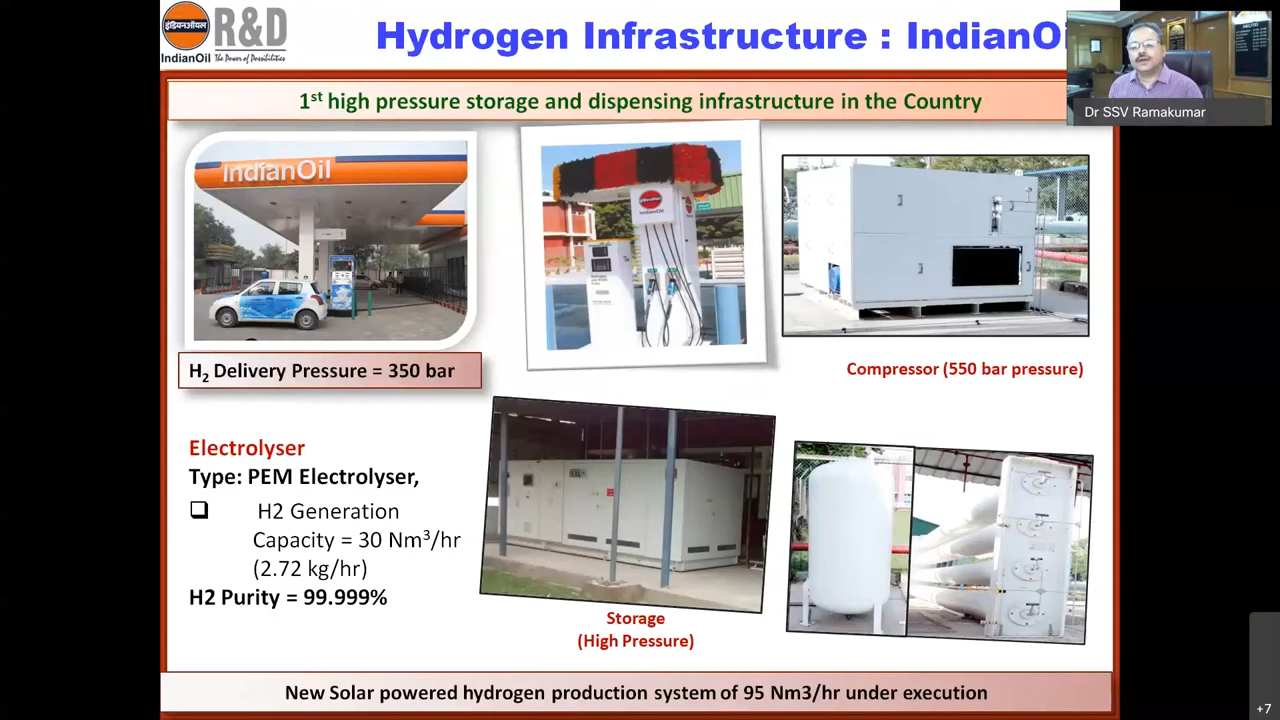 इंडियनऑयल
IndianOil
R&D
The Power of Possibilities
Hydrogen Infrastructure : IndianO
Dr SSV Ramakumar
1st high pressure storage and dispensing infrastructure in the Country
IndianOil
IndianOil
H2 Delivery Pressure = 350 bar
Compressor (550 bar pressure)
Electrolyser
Type: PEM Electrolyser,
❑ H2 Generation
Capacity = 30 Nm3/hr
(2.72 kg/hr)
H2 Purity = 99.999%
Storage
(High Pressure)
New Solar powered hydrogen production system of 95 Nm3/hr under execution
+7